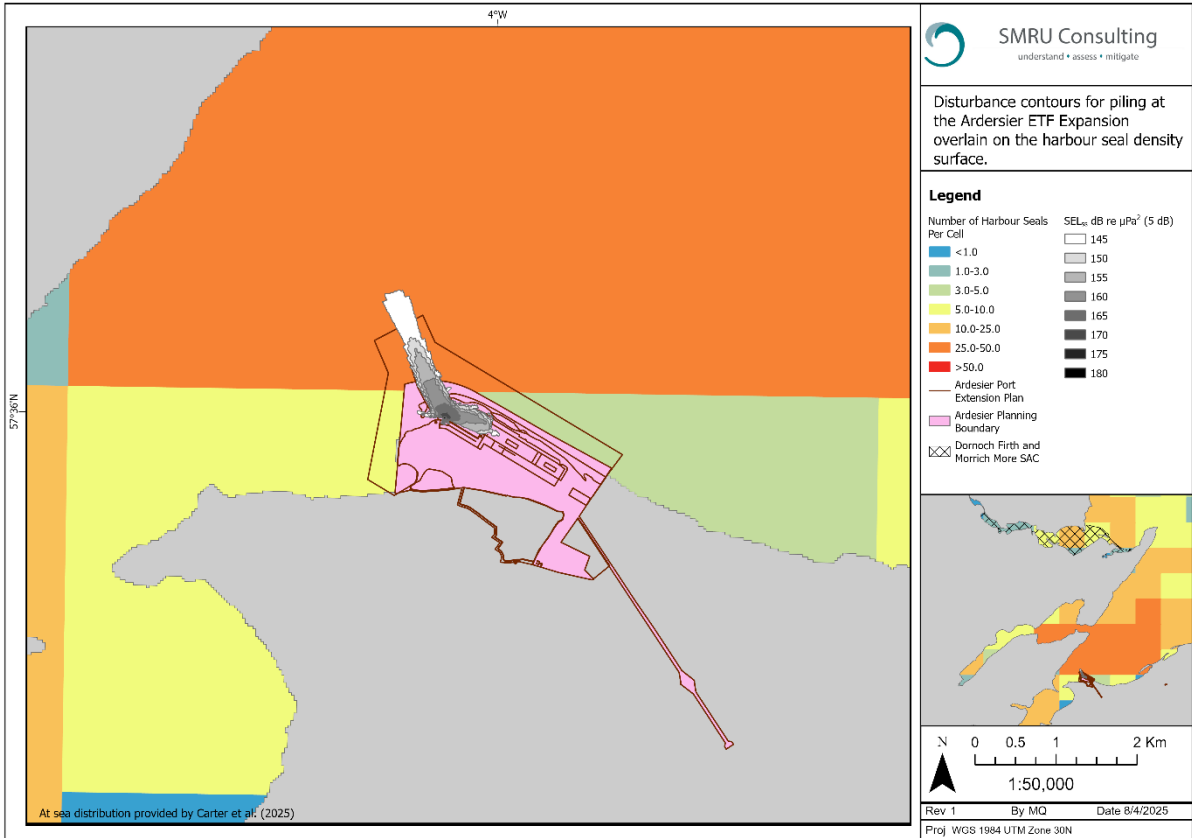 4°W
57°36'N
At sea distribution provided by Carter et al. (2025)
SMRU Consulting
understand • assess • mitigate
Disturbance contours for piling at
the Ardersier ETF Expansion
overlain on the harbour seal density
surface.
Legend
Number of Harbour Seals
Per Cell
<1.0
1.0-3.0
3.0-5.0
5.0-10.0
10.0-25.0
25.0-50.0
>50.0
Ardesier Port
Extension Plan
Ardesier Planning
Boundary
Dornoch Firth and
Morrich More SAC
SELss dB re µPa² (5 dB)
145
150
155
160
165
170
175
180
N
0 0.5 1 2 Km
1:50,000
Rev 1 By MQ Date 8/4/2025
Proj WGS 1984 UTM Zone 30N